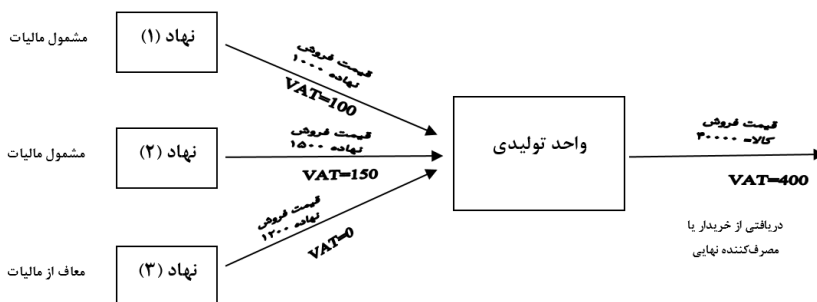 مشمول مالیات
نهاد (۱)
قیمت فروش
نهاده ۱۰۰۰
VAT=100
مشمول مالیات
نهاد (۲)
قیمت فروش
نهاده ۱۵۰۰
VAT=150
معاف از مالیات
نهاد (۳)
قیمت فروش
نهاده ۱۲۰۰
VAT=0
واحد تولیدی
قیمت فروش
کالا= ۴۰۰۰۰
VAT=400
دریافتی از خریدار یا
مصرف‌کننده نهایی